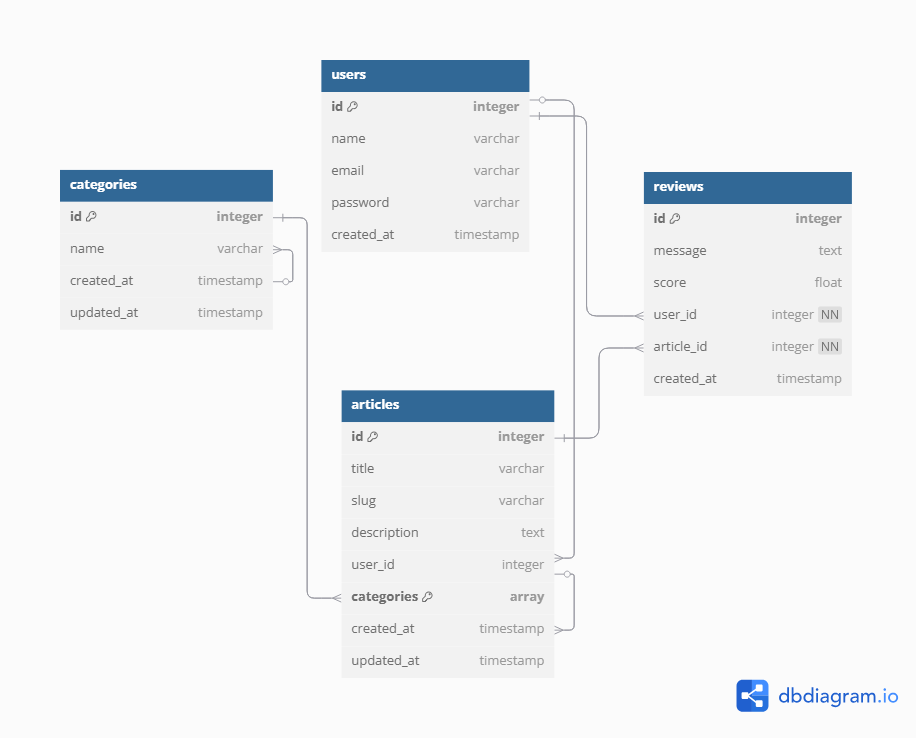 users
id integer
name varchar
email varchar
password varchar
created_at timestamp
categories
id integer
name varchar
created_at timestamp
updated_at timestamp
reviews
id integer
message text
score float
user_id integer NN
article_id integer NN
created_at timestamp
articles
id integer
title varchar
slug varchar
description text
user_id integer
categories array
created_at timestamp
updated_at timestamp
dbdiagram.io